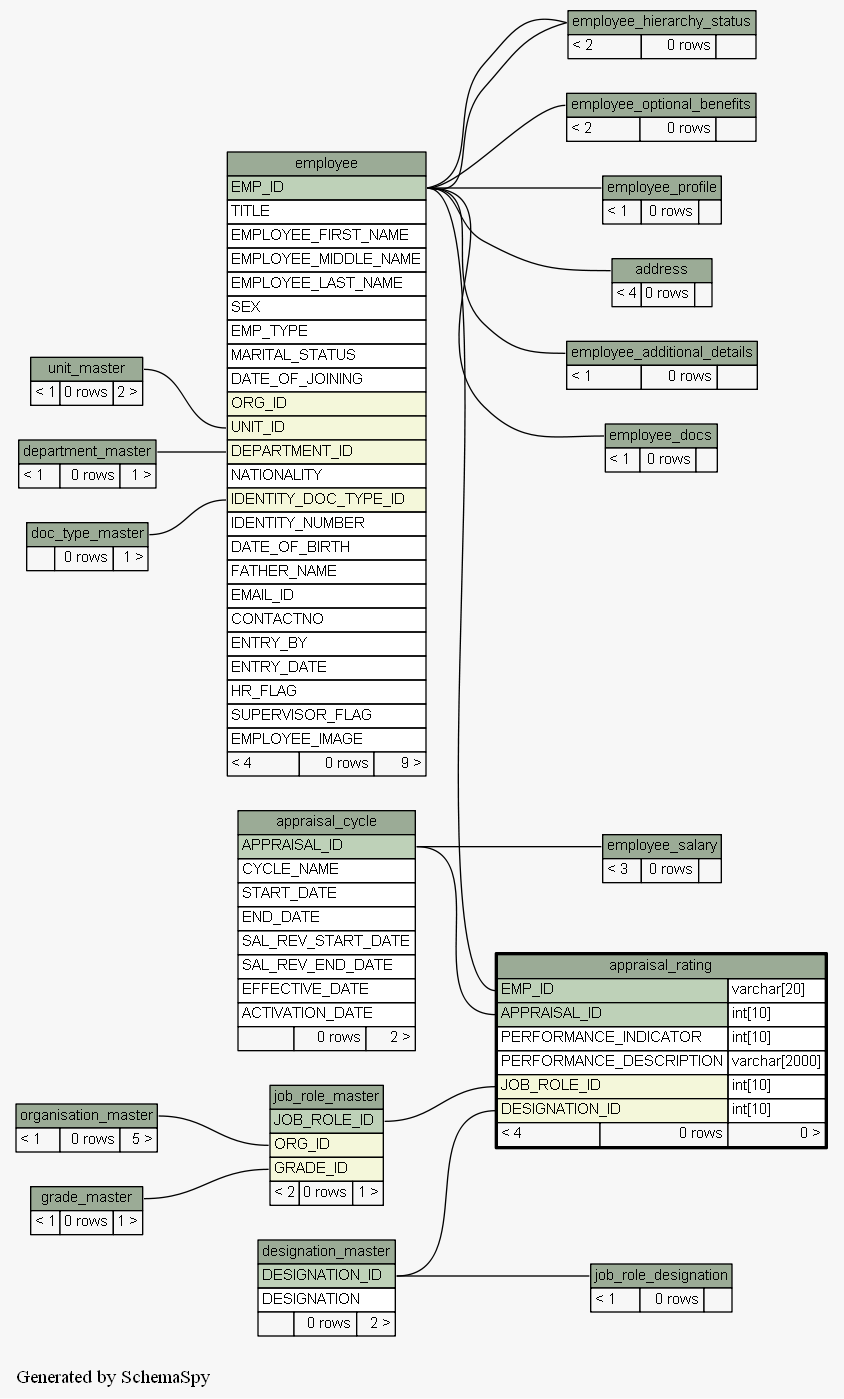 employee_hierarchy_status
< 2 0 rows
employee_optional_benefits
< 2 0 rows
employee_profile
< 1 0 rows
address
< 4 0 rows
employee_additional_details
< 1 0 rows
employee_docs
< 1 0 rows
employee
EMP_ID
TITLE
EMPLOYEE_FIRST_NAME
EMPLOYEE_MIDDLE_NAME
EMPLOYEE_LAST_NAME
SEX
EMP_TYPE
MARITAL_STATUS
DATE_OF_JOINING
ORG_ID
UNIT_ID
DEPARTMENT_ID
NATIONALITY
IDENTITY_DOC_TYPE_ID
IDENTITY_NUMBER
DATE_OF_BIRTH
FATHER_NAME
EMAIL_ID
CONTACTNO
ENTRY_BY
ENTRY_DATE
HR_FLAG
SUPERVISOR_FLAG
EMPLOYEE_IMAGE
< 4 0 rows 9 >
unit_master
< 1 0 rows 2 >
department_master
< 1 0 rows 1 >
doc_type_master
0 rows 1 >
appraisal_cycle
APPRAISAL_ID
CYCLE_NAME
START_DATE
END_DATE
SAL_REV_START_DATE
SAL_REV_END_DATE
EFFECTIVE_DATE
ACTIVATION_DATE
0 rows 2 >
employee_salary
< 3 0 rows
appraisal_rating
EMP_ID varchar[20]
APPRAISAL_ID int[10]
PERFORMANCE_INDICATOR int[10]
PERFORMANCE_DESCRIPTION varchar[2000]
JOB_ROLE_ID int[10]
DESIGNATION_ID int[10]
< 4 0 rows 0 >
job_role_master
JOB_ROLE_ID
ORG_ID
GRADE_ID
< 2 0 rows 1 >
organisation_master
< 1 0 rows 5 >
grade_master
< 1 0 rows 1 >
designation_master
DESIGNATION_ID
DESIGNATION
0 rows 2 >
job_role_designation
< 1 0 rows
Generated by SchemaSpy